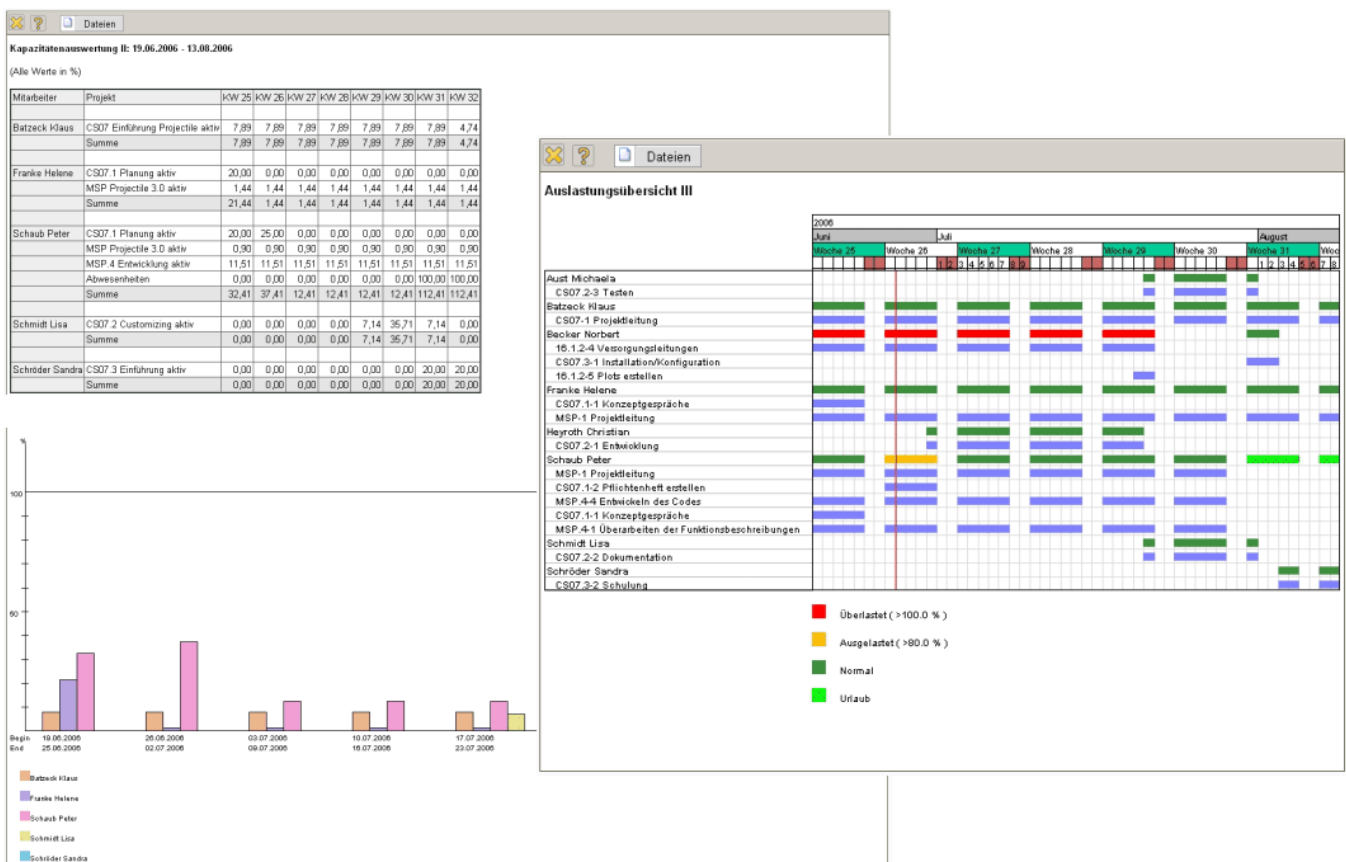 Dateien
Kapazitätenauswertung II: 19.06.2006 - 13.08.2006
(Alle Werte in %)
Mitarbeiter Projekt KW 25 KW 26 KW 27 KW 28 KW 29 KW 30 KW 31 KW 32
Batzeck Klaus CS07 Einführung Projectile aktiv 7,89 7,89 7,89 7,89 7,89 7,89 7,89 4,74
Summe 7,89 7,89 7,89 7,89 7,89 7,89 7,89 4,74
Franke Helene CS07.1 Planung aktiv 20,00 0,00 0,00 0,00 0,00 0,00 0,00 0,00
MSP Projectile 3.0 aktiv 1,44 1,44 1,44 1,44 1,44 1,44 1,44 1,44
Summe 21,44 1,44 1,44 1,44 1,44 1,44 1,44 1,44
Schaub Peter CS07.1 Planung aktiv 20,00 25,00 0,00 0,00 0,00 0,00 0,00 0,00
MSP Projectile 3.0 aktiv 0,90 0,90 0,90 0,90 0,90 0,90 0,90 0,90
MSP.4 Entwicklung aktiv 11,51 11,51 11,51 11,51 11,51 11,51 11,51 11,51
Abwesenheiten 0,00 0,00 0,00 0,00 0,00 0,00 100,00 100,00
Summe 32,41 37,41 12,41 12,41 12,41 12,41 112,41 112,41
Schmidt Lisa CS07.2 Customizing aktiv 0,00 0,00 0,00 0,00 7,14 35,71 7,14 0,00
Summe 0,00 0,00 0,00 0,00 7,14 35,71 7,14 0,00
Schröder Sandra CS07.3 Einführung aktiv 0,00 0,00 0,00 0,00 0,00 0,00 20,00 20,00
Summe 0,00 0,00 0,00 0,00 0,00 0,00 20,00 20,00
%
100
50
Begin 19.06.2006 26.06.2006 03.07.2006 10.07.2006 17.07.2006
End 25.06.2006 02.07.2006 09.07.2006 16.07.2006 23.07.2006
Batzeck Klaus
Franke Helene
Schaub Peter
Schmidt Lisa
Schröder Sandra
Dateien
Auslastungsübersicht III
2006
Juni Juli August
Woche 25 Woche 26 Woche 27 Woche 28 Woche 29 Woche 30 Woche 31 Woc
1 2 3 4 5 6 7 8 9 1 2 3 4 5 6 7 8
Aust Michaela
CS07.2-3 Testen
Batzeck Klaus
CS07-1 Projektleitung
Becker Norbert
16.1.2-4 Versorgungsleitungen
CS07.3-1 Installation/Konfiguration
16.1.2-5 Plots erstellen
Franke Helene
CS07.1-1 Konzeptgespräche
MSP-1 Projektleitung
Heyroth Christian
CS07.2-1 Entwicklung
Schaub Peter
MSP-1 Projektleitung
CS07.1-2 Pflichtenheft erstellen
MSP.4-4 Entwickeln des Codes
CS07.1-1 Konzeptgespräche
MSP.4-1 Überarbeiten der Funktionsbeschreibungen
Schmidt Lisa
CS07.2-2 Dokumentation
Schröder Sandra
CS07.3-2 Schulung
Überlastet ( >100.0 % )
Ausgelastet ( >80.0 % )
Normal
Urlaub